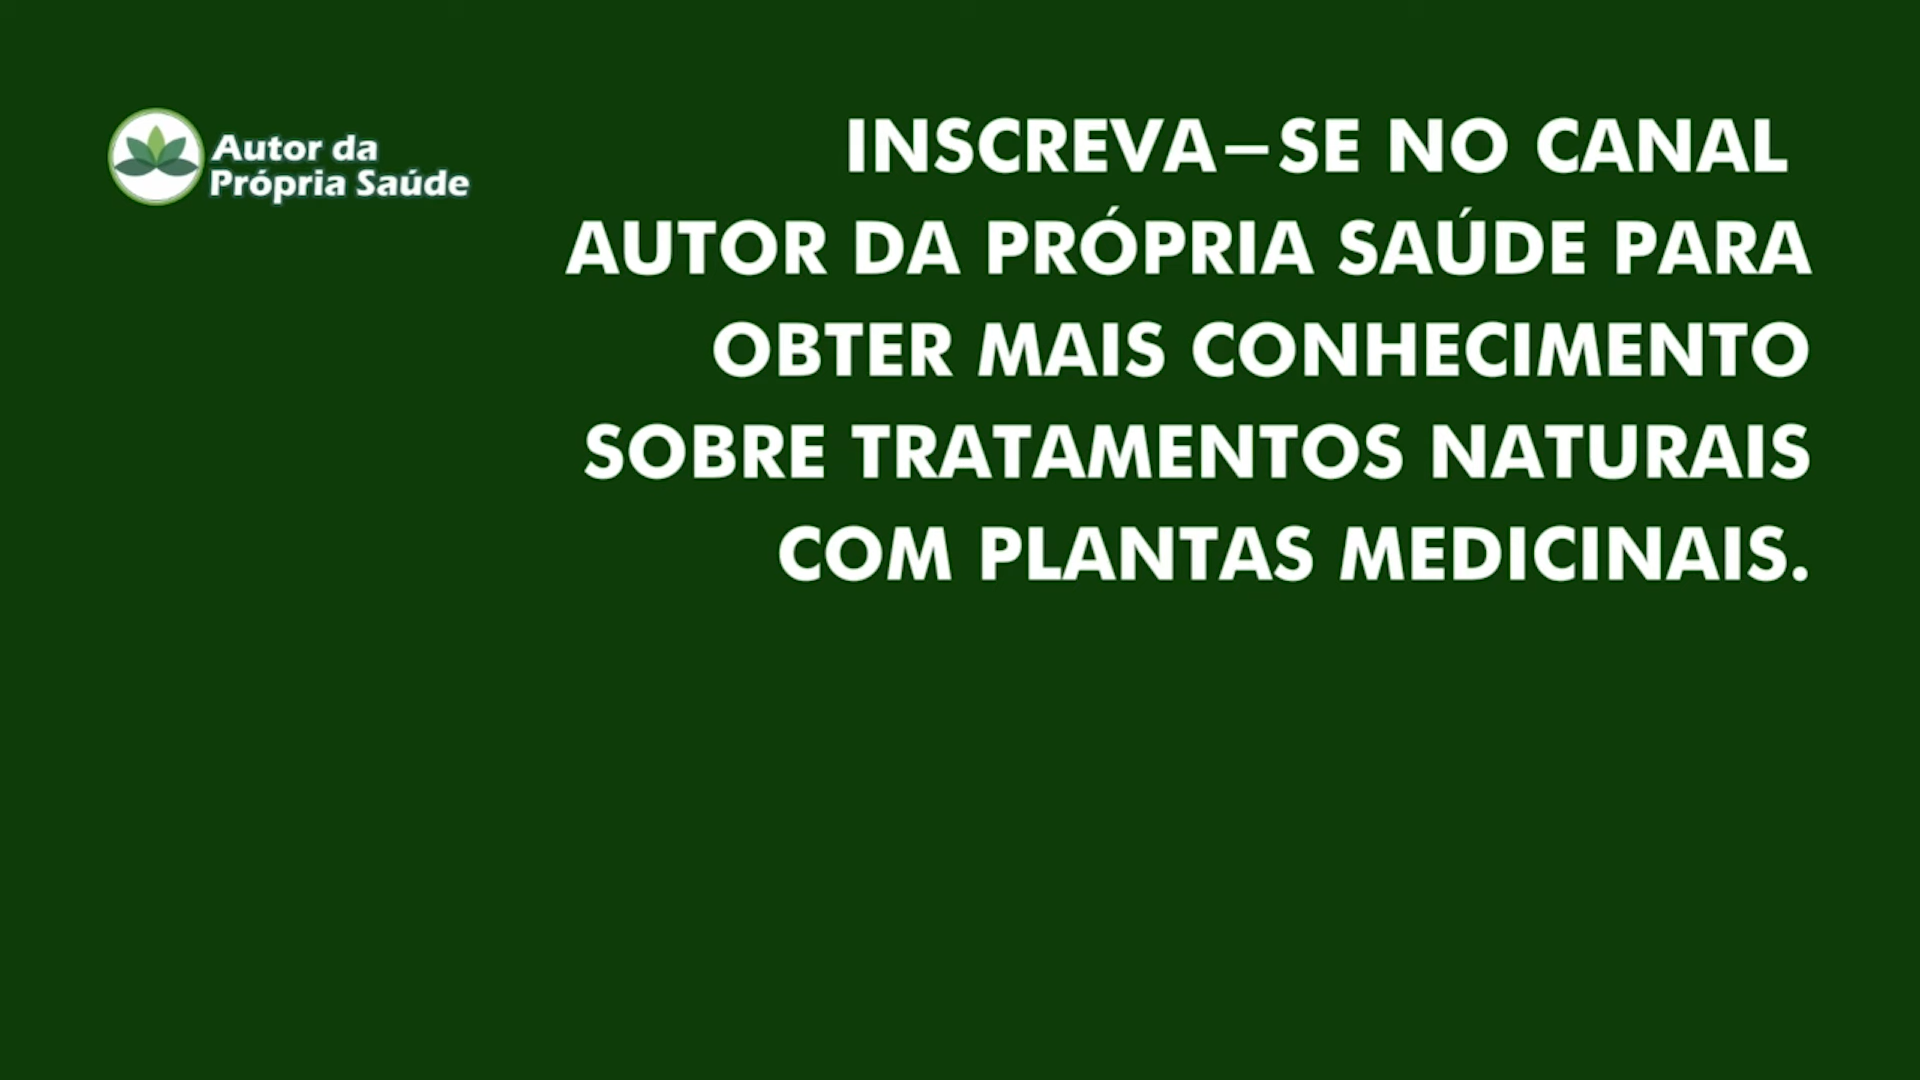 Autor da
Própria Saúde
INSCREVA–SE NO CANAL
AUTOR DA PRÓPRIA SAÚDE PARA
OBTER MAIS CONHECIMENTO
SOBRE TRATAMENTOS NATURAIS
COM PLANTAS MEDICINAIS.